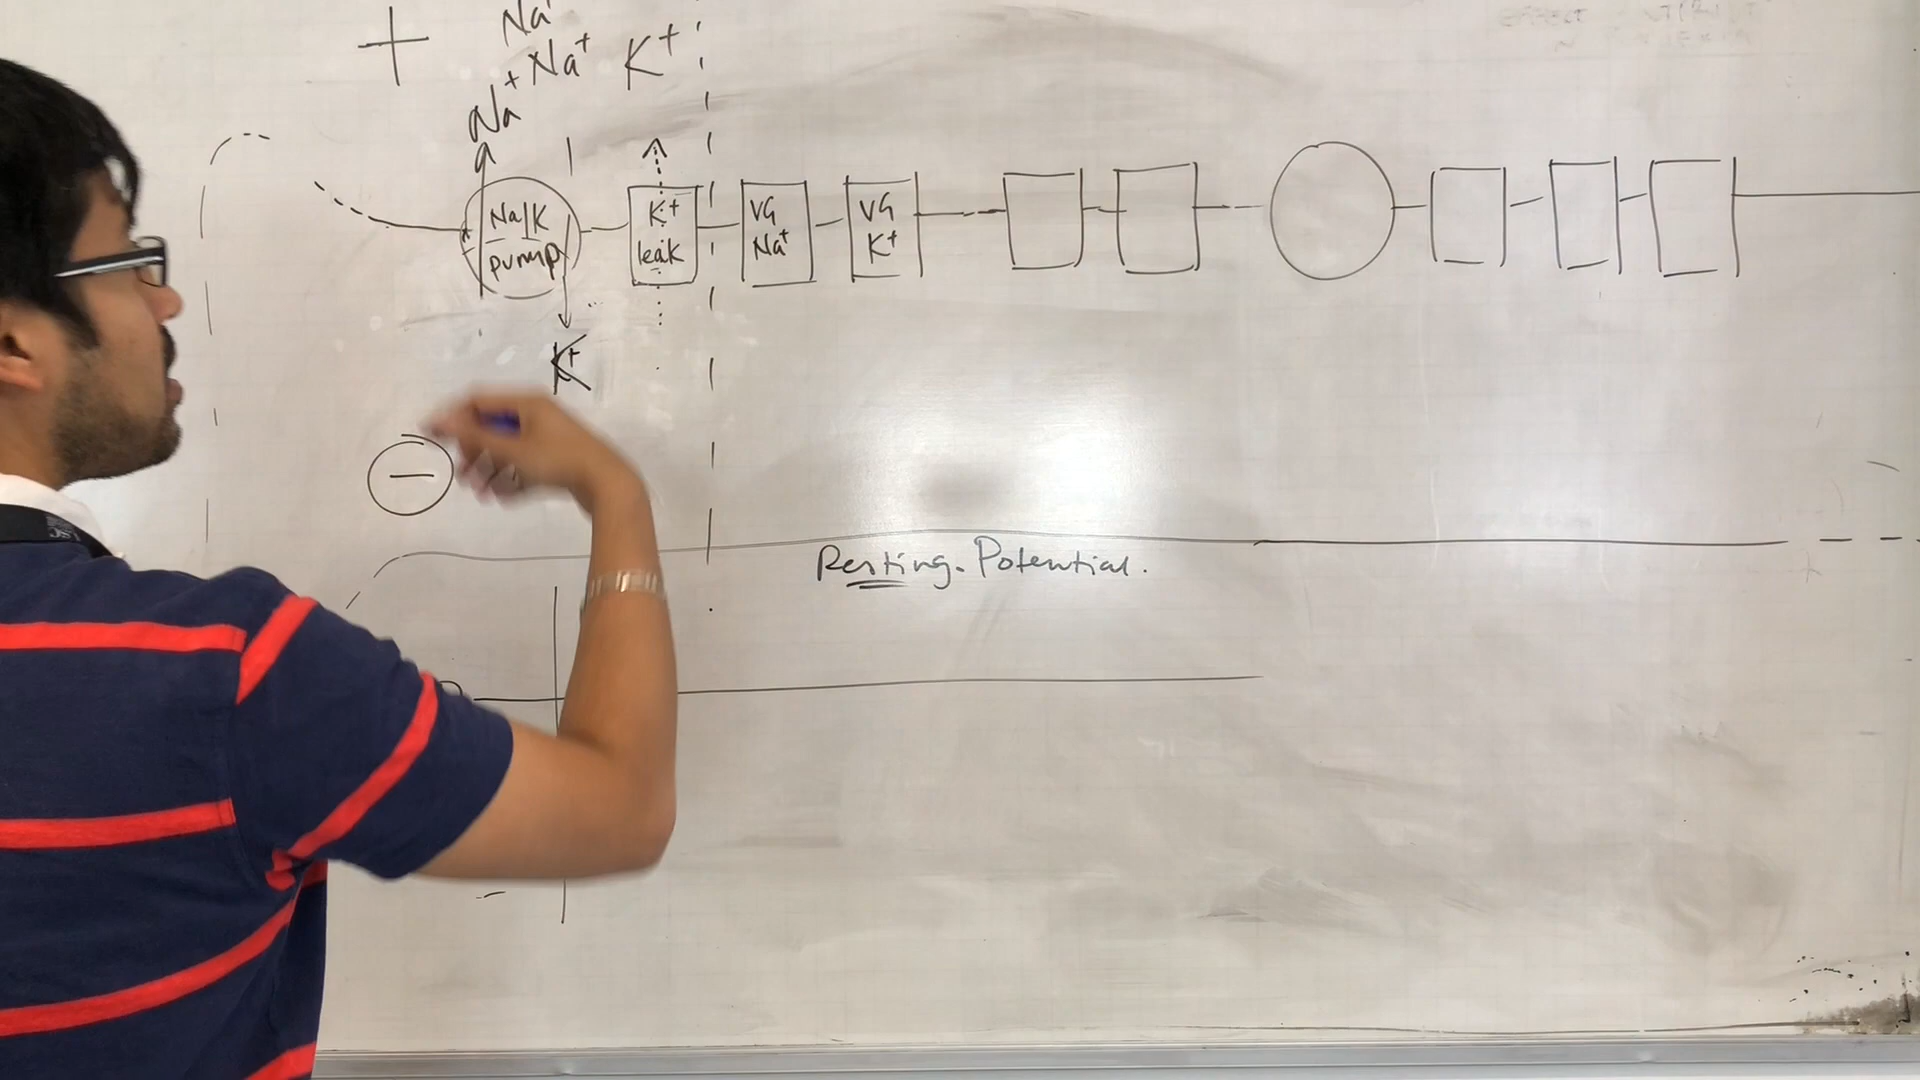 +
Na
Na+ K+
Na+
Na/K
pump
K+
leak
VG
Na+
VG
K+
K+
−
Resting Potential.